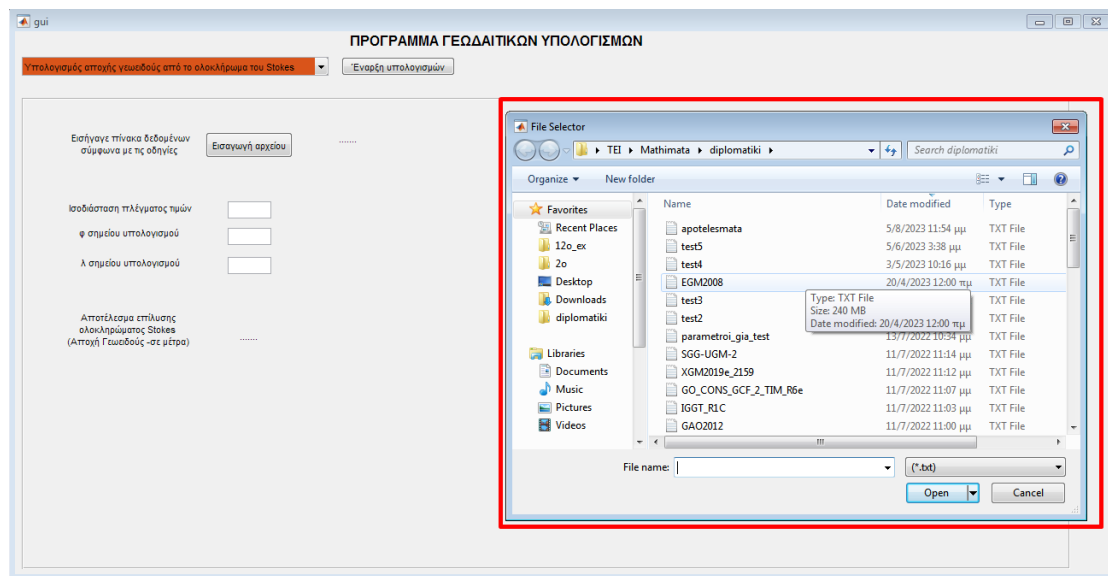 gui
ΠΡΟΓΡΑΜΜΑ ΓΕΩΔΑΙΤΙΚΩΝ ΥΠΟΛΟΓΙΣΜΩΝ
Υπολογισμός αποχής γεωειδούς από το ολοκλήρωμα του Stokes
Έναρξη υπολογισμών
Εισήγαγε πίνακα δεδομένων
σύμφωνα με τις οδηγίες
Εισαγωγή αρχείου
.......
Ισοδιάσταση πλέγματος τιμών
φ σημείου υπολογισμού
λ σημείου υπολογισμού
Αποτέλεσμα επίλυσης
ολοκληρώματος Stokes
(Αποχή Γεωειδούς -σε μέτρα)
.......
File Selector
TEI Mathimata diplomatiki
Search diplomatiki
Organize New folder
Favorites
Recent Places
12o_ex
2o
Desktop
Downloads
diplomatiki
Libraries
Documents
Music
Pictures
Videos
Name Date modified Type
apotelesmata 5/8/2023 11:54 μμ TXT File
test5 5/6/2023 3:38 μμ TXT File
test4 3/5/2023 10:16 μμ TXT File
EGM2008 20/4/2023 12:00 πμ TXT File
test3 TXT File
test2 TXT File
parametroi_gia_test 13/7/2022 10:34 μμ TXT File
SGG-UGM-2 11/7/2022 11:14 μμ TXT File
XGM2019e_2159 11/7/2022 11:12 μμ TXT File
GO_CONS_GCF_2_TIM_R6e 11/7/2022 11:07 μμ TXT File
IGGT_R1C 11/7/2022 11:03 μμ TXT File
GAO2012 11/7/2022 11:00 μμ TXT File
Type: TXT File
Size: 240 MB
Date modified: 20/4/2023 12:00 πμ
File name:
(*.txt)
Open Cancel